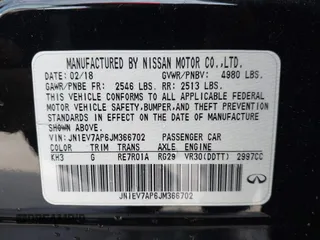 MANUFACTURED BY NISSAN MOTOR CO.,LTD.
DATE: 02/18 GVWR/PNBV: 4980 LBS.
GAWR/PNBE FR: 2546 LBS. RR: 2513 LBS.
THIS VEHICLE CONFORMS TO ALL APPLICABLE FEDERAL
MOTOR VEHICLE SAFETY,BUMPER,AND THEFT PREVENTION
STANDARDS IN EFFECT ON THE DATE OF MANUFACTURE
SHOWN ABOVE.
VIN: JN1EV7AP6JM366702 PASSENGER CAR
COLOR TRIM TRANS AXLE ENGINE
KH3 G RE7R01A RG29 VR30(DDTT) 2997CC
JN1EV7AP6JM366702
INFINITI